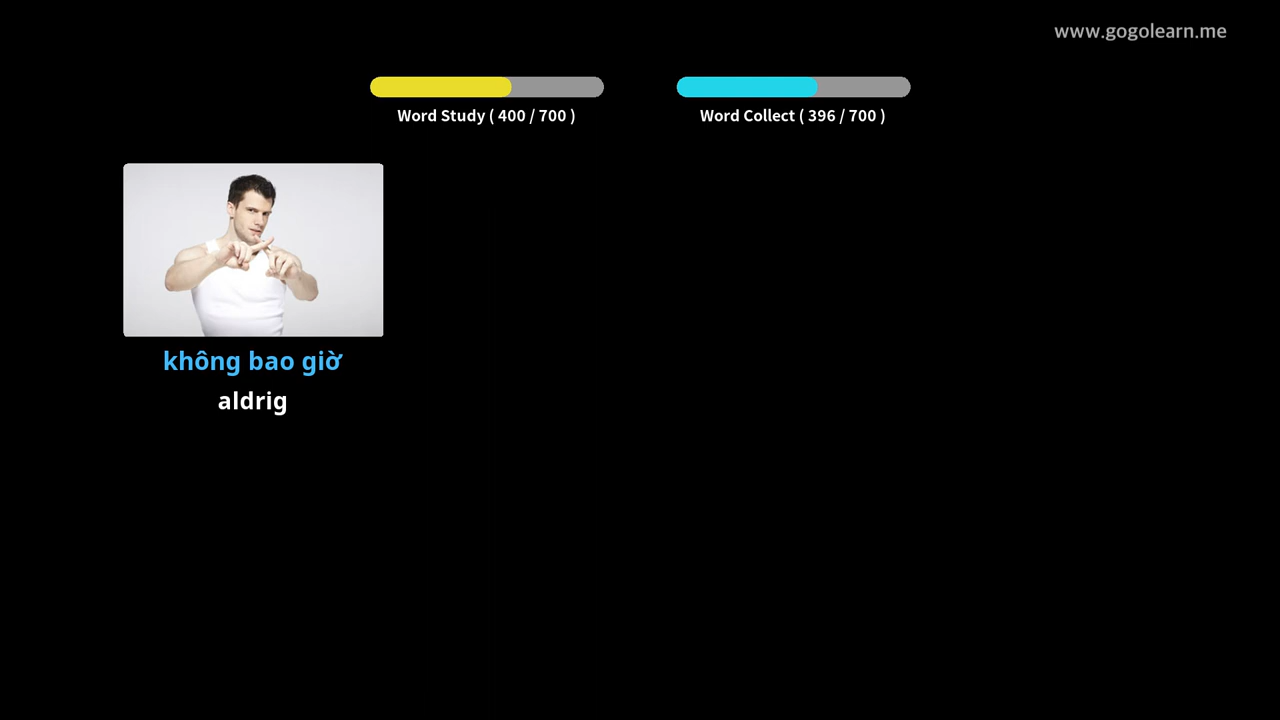 www.gogolearn.me
Word Study ( 400 / 700 )
Word Collect ( 396 / 700 )
không bao giờ
aldrig